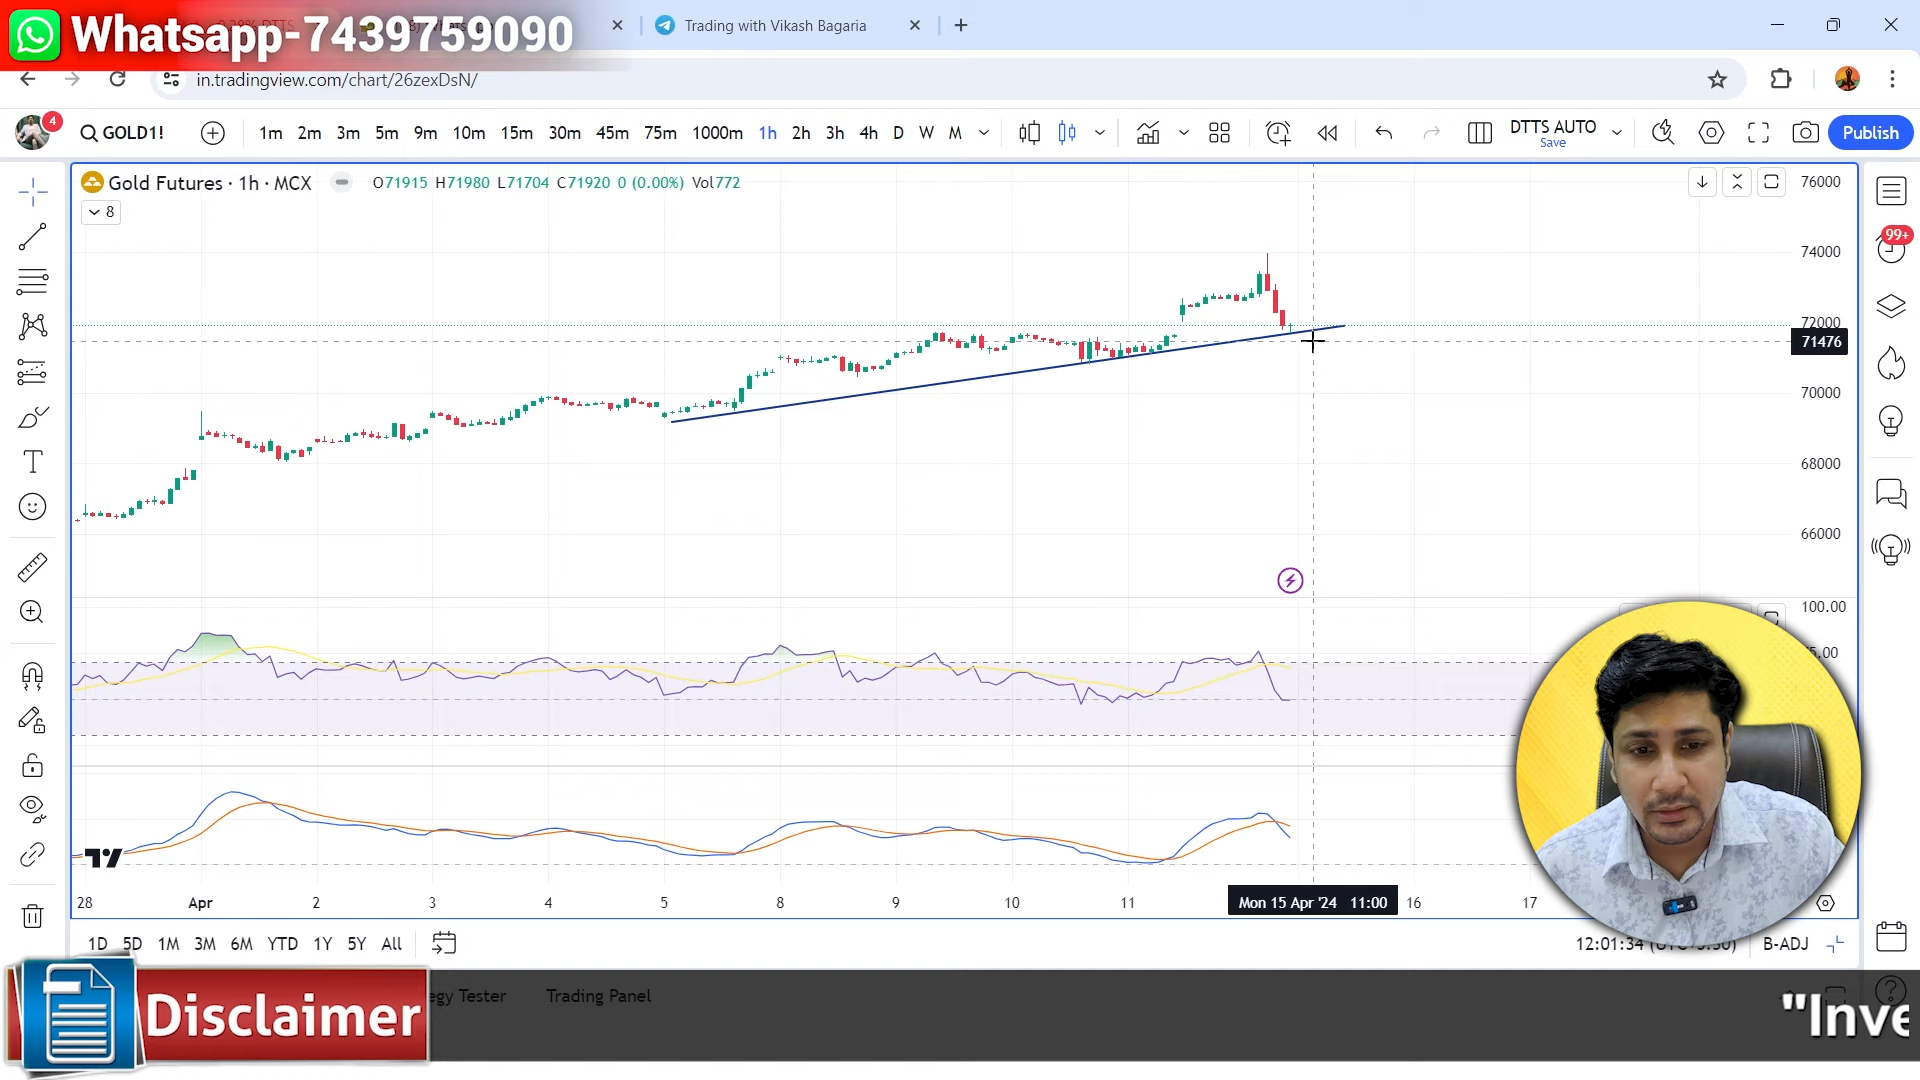 Whatsapp-7439759090
Trading with Vikash Bagaria
in.tradingview.com/chart/26zexDsN/
4
GOLD1!
1m 2m 3m 5m 9m 10m 15m 30m 45m 75m 1000m 1h 2h 3h 4h D W M
DTTS AUTO
Save
Publish
Gold Futures · 1h · MCX
O71915 H71980 L71704 C71920 0 (0.00%) Vol772
8
99+
76000
74000
72000
71476
70000
68000
66000
100.00
28 Apr 2 3 4 5 8 9 10 11 Mon 15 Apr '24 11:00 16 17
1D 5D 1M 3M 6M YTD 1Y 5Y All
12:01:34
B-ADJ
Trading Panel
Tester
Disclaimer
"Inve